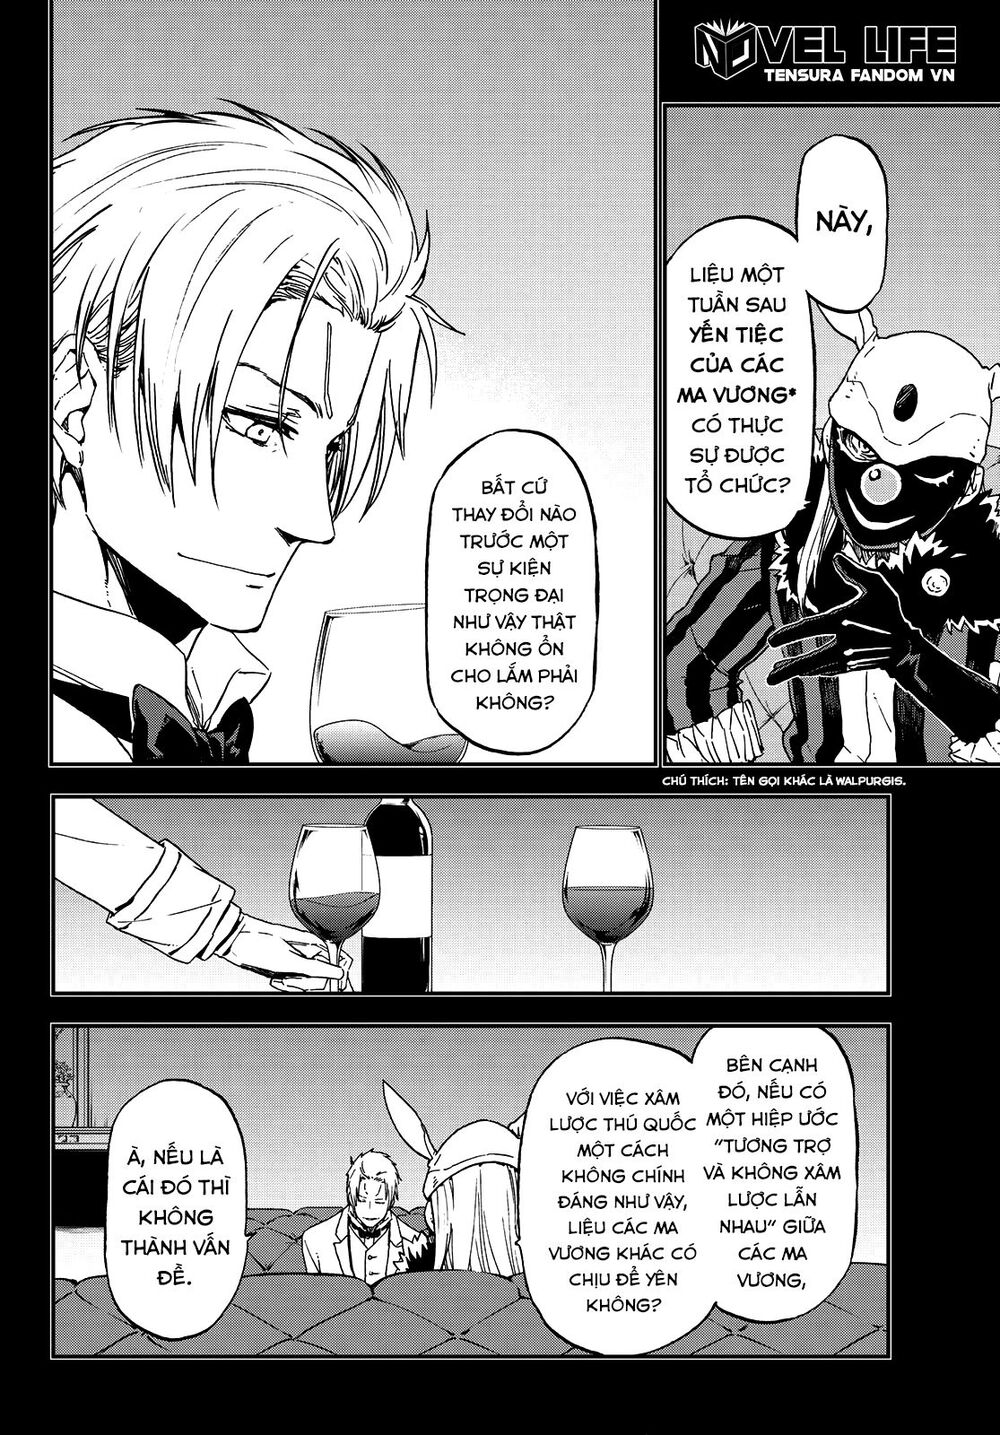 NOVEL LIFE
TENSURA FANDOM VN
NÀY,
LIỆU MỘT
TUẦN SAU
YẾN TIỆC
CỦA CÁC
MA VƯƠNG*
CÓ THỰC
SỰ ĐƯỢC
TỔ CHỨC?
BẤT CỨ
THAY ĐỔI NÀO
TRƯỚC MỘT
SỰ KIỆN
TRỌNG ĐẠI
NHƯ VẬY THẬT
KHÔNG ỔN
CHO LẮM PHẢI
KHÔNG?
CHÚ THÍCH: TÊN GỌI KHÁC LÀ WALPURGIS.
BÊN CẠNH
ĐÓ, NẾU CÓ
MỘT HIỆP ƯỚC
"TƯƠNG TRỢ
VÀ KHÔNG XÂM
LƯỢC LẪN
NHAU" GIỮA
CÁC MA
VƯƠNG,
VỚI VIỆC XÂM
LƯỢC THÚ QUỐC
MỘT CÁCH
KHÔNG CHÍNH
ĐÁNG NHƯ VẬY,
LIỆU CÁC MA
VƯƠNG KHÁC CÓ
CHỊU ĐỂ YÊN
KHÔNG?
À, NẾU LÀ
CÁI ĐÓ THÌ
KHÔNG
THÀNH VẤN
ĐỀ.